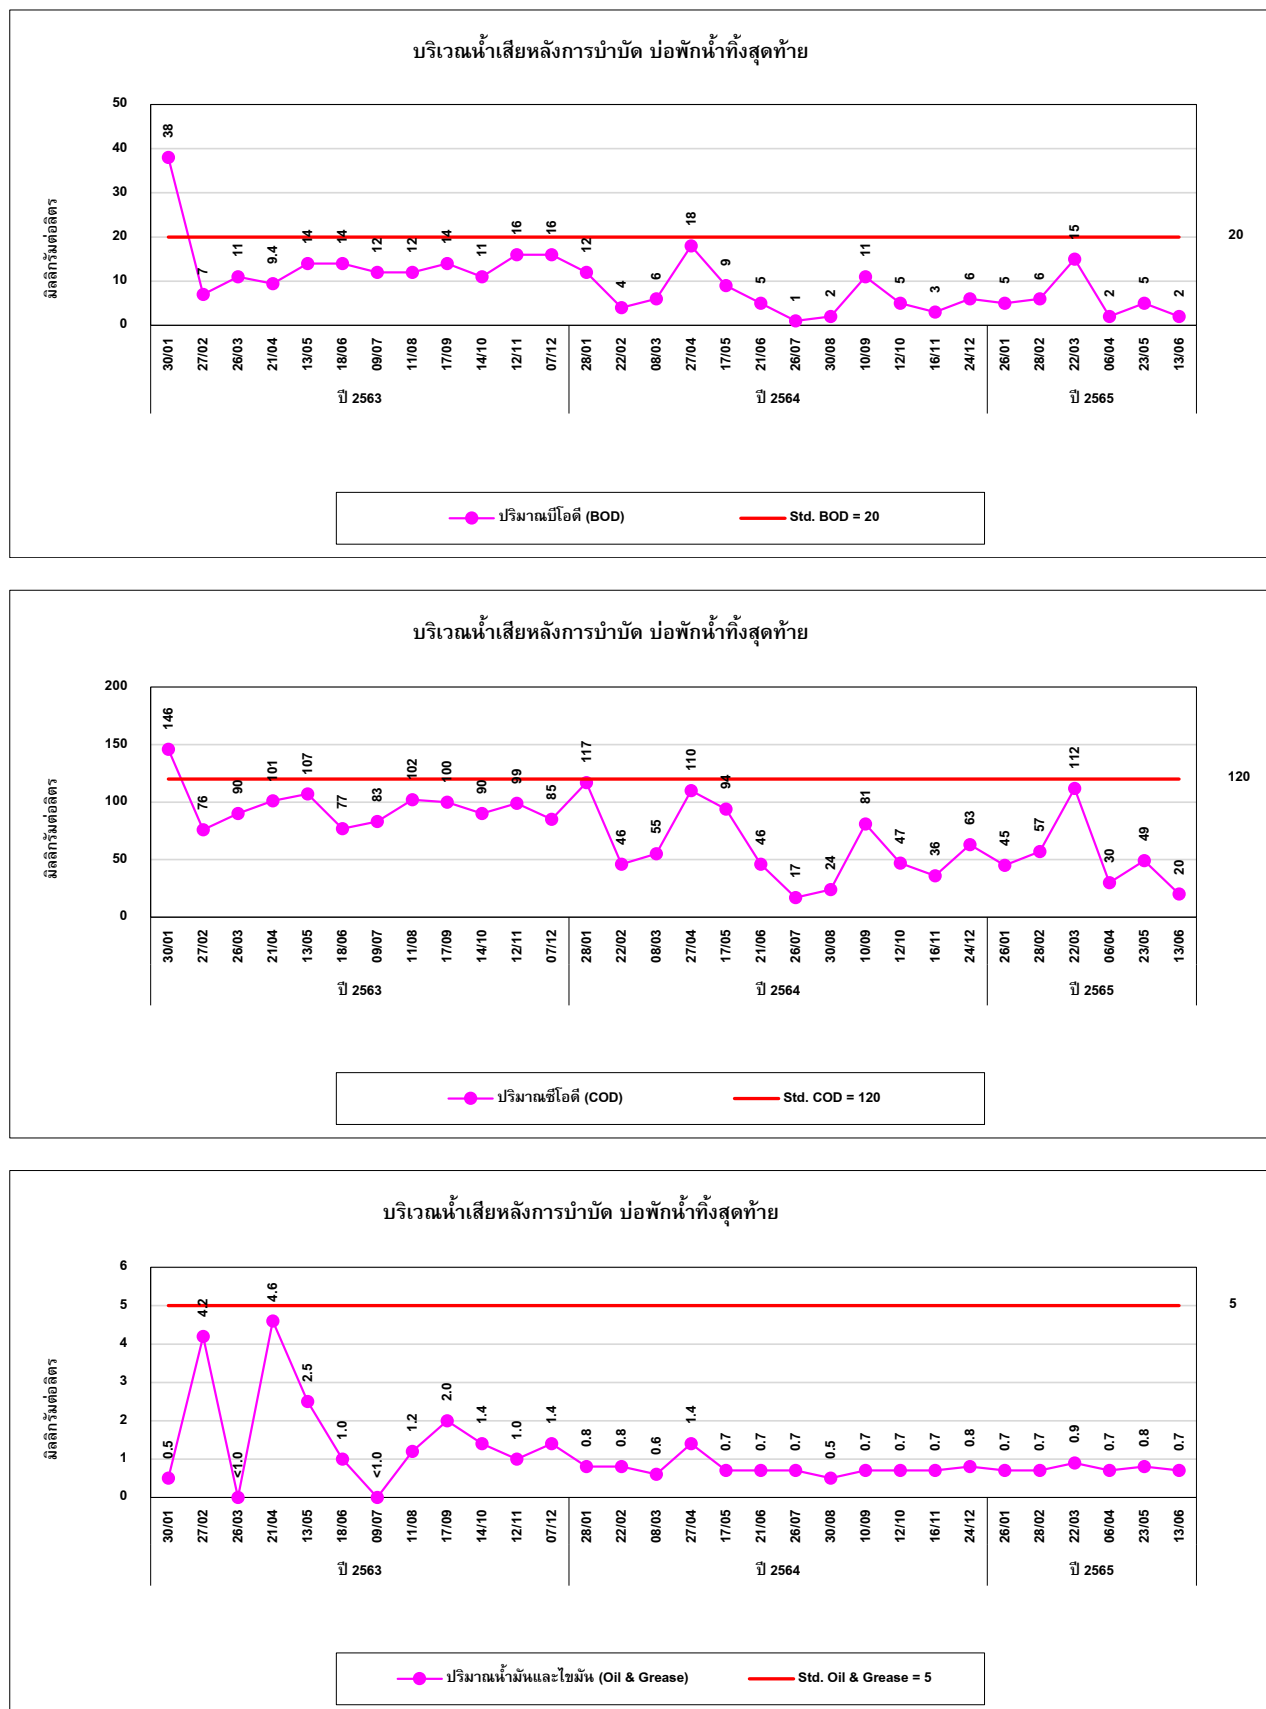 บริเวณน้ำเสียหลังการบำบัด บ่อพักน้ำทิ้งสุดท้าย
มิลลิกรัมต่อลิตร
50
40
30
20
10
0
38 7 11 9.4 14 14 12 12 14 11 16 16 12 4 6 18 9 5 1 2 11 5 3 6 5 6 15 2 5 2
20
30/01 27/02 26/03 21/04 13/05 18/06 09/07 11/08 17/09 14/10 12/11 07/12 28/01 22/02 08/03 27/04 17/05 21/06 26/07 30/08 10/09 12/10 16/11 24/12 26/01 28/02 22/03 06/04 23/05 13/06
ปี 2563 ปี 2564 ปี 2565
ปริมาณบีโอดี (BOD) Std. BOD = 20
บริเวณน้ำเสียหลังการบำบัด บ่อพักน้ำทิ้งสุดท้าย
มิลลิกรัมต่อลิตร
200
150
100
50
0
146 76 90 101 107 77 83 102 100 90 99 85 117 46 55 110 94 46 17 24 81 47 36 63 45 57 112 30 49 20
120
30/01 27/02 26/03 21/04 13/05 18/06 09/07 11/08 17/09 14/10 12/11 07/12 28/01 22/02 08/03 27/04 17/05 21/06 26/07 30/08 10/09 12/10 16/11 24/12 26/01 28/02 22/03 06/04 23/05 13/06
ปี 2563 ปี 2564 ปี 2565
ปริมาณซีโอดี (COD) Std. COD = 120
บริเวณน้ำเสียหลังการบำบัด บ่อพักน้ำทิ้งสุดท้าย
มิลลิกรัมต่อลิตร
6
5
4
3
2
1
0
0.5 4.2 <1.0 4.6 2.5 1.0 <1.0 1.2 2.0 1.4 1.0 1.4 0.8 0.8 0.6 1.4 0.7 0.7 0.7 0.5 0.7 0.7 0.7 0.8 0.7 0.7 0.9 0.7 0.8 0.7
5
30/01 27/02 26/03 21/04 13/05 18/06 09/07 11/08 17/09 14/10 12/11 07/12 28/01 22/02 08/03 27/04 17/05 21/06 26/07 30/08 10/09 12/10 16/11 24/12 26/01 28/02 22/03 06/04 23/05 13/06
ปี 2563 ปี 2564 ปี 2565
ปริมาณน้ำมันและไขมัน (Oil & Grease) Std. Oil & Grease = 5